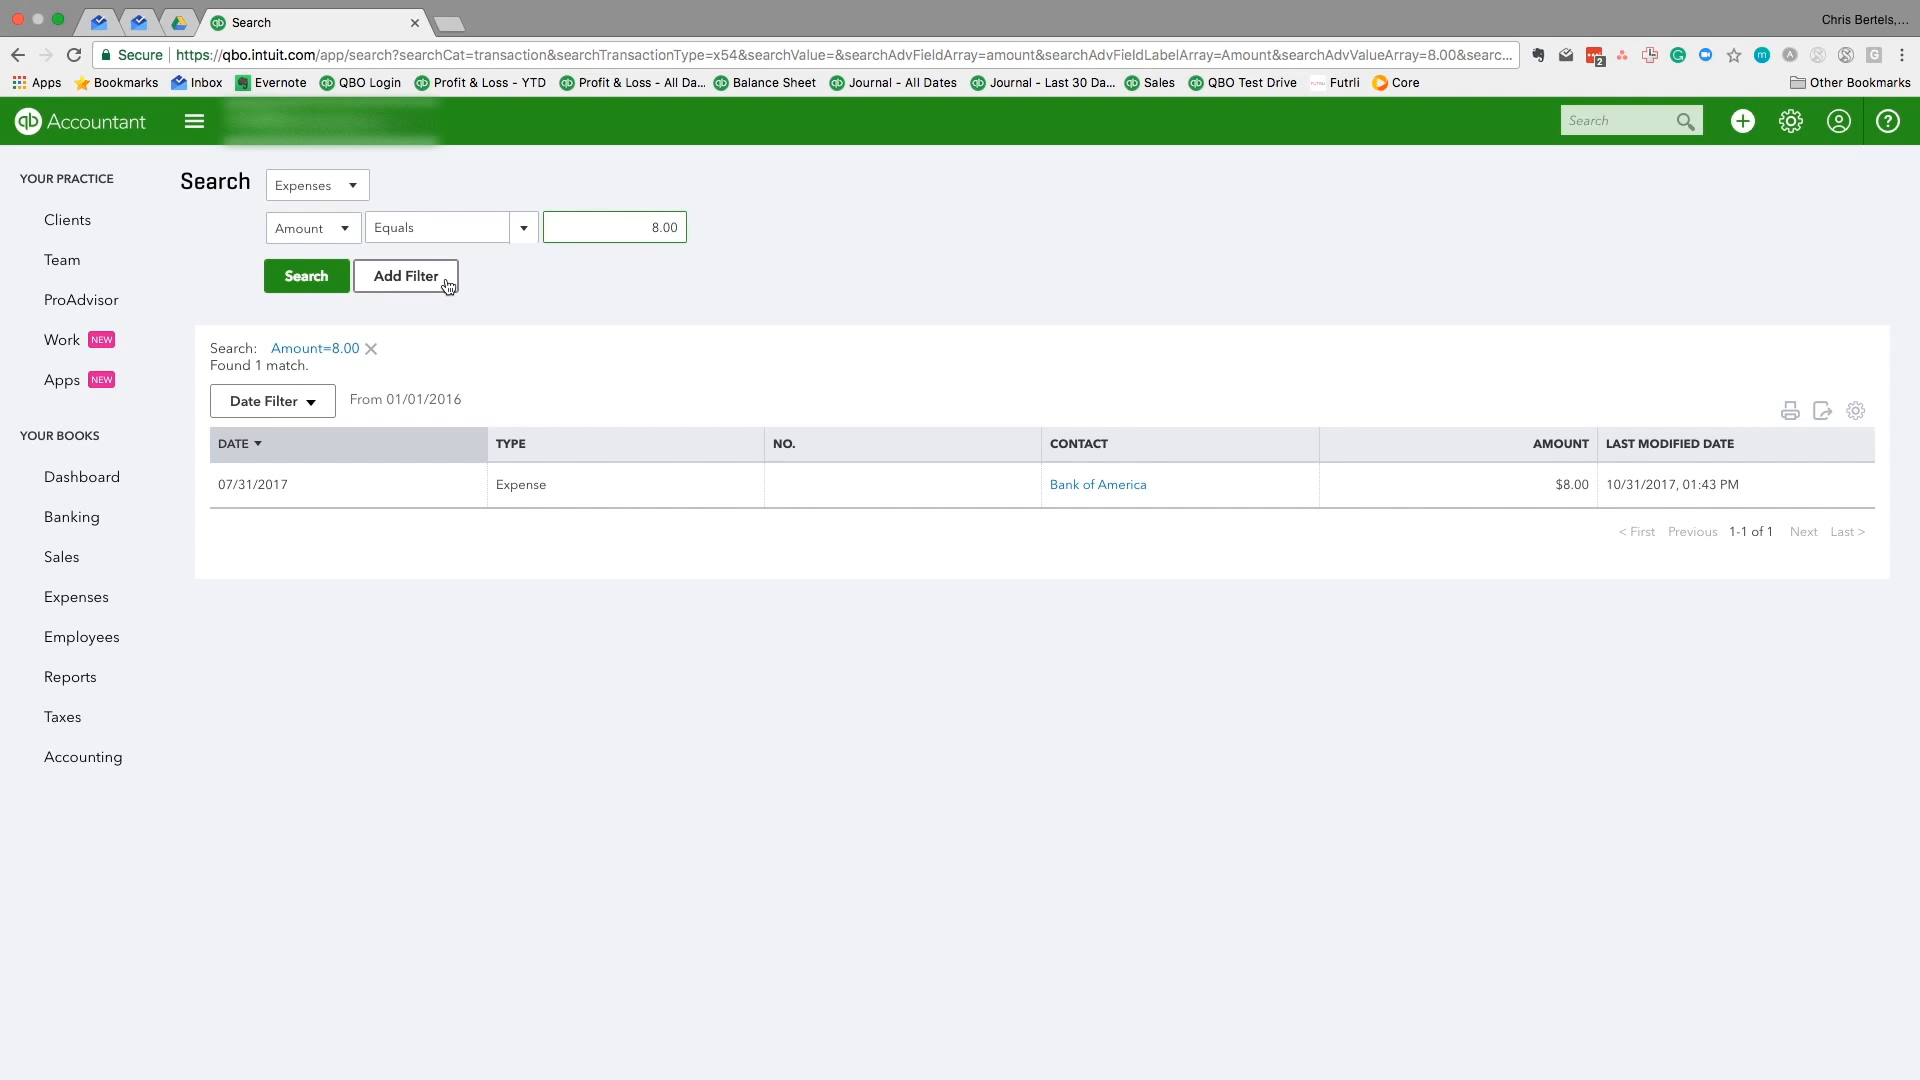 Search
Chris Bertels,...
Secure https://qbo.intuit.com/app/search?searchCat=transaction&searchTransactionType=x54&searchValue=&searchAdvFieldArray=amount&searchAdvFieldLabelArray=Amount&searchAdvValueArray=8.00&searc...
Apps Bookmarks Inbox Evernote QBO Login Profit & Loss - YTD Profit & Loss - All Da... Balance Sheet Journal - All Dates Journal - Last 30 Da... Sales QBO Test Drive Futrli Core Other Bookmarks
qb Accountant
Search
YOUR PRACTICE
Clients
Team
ProAdvisor
Work NEW
Apps NEW
YOUR BOOKS
Dashboard
Banking
Sales
Expenses
Employees
Reports
Taxes
Accounting
Search Expenses
Amount Equals 8.00
Search Add Filter
Search: Amount=8.00
Found 1 match.
Date Filter From 01/01/2016
DATE TYPE NO. CONTACT AMOUNT LAST MODIFIED DATE
07/31/2017 Expense Bank of America $8.00 10/31/2017, 01:43 PM
< First Previous 1-1 of 1 Next Last >